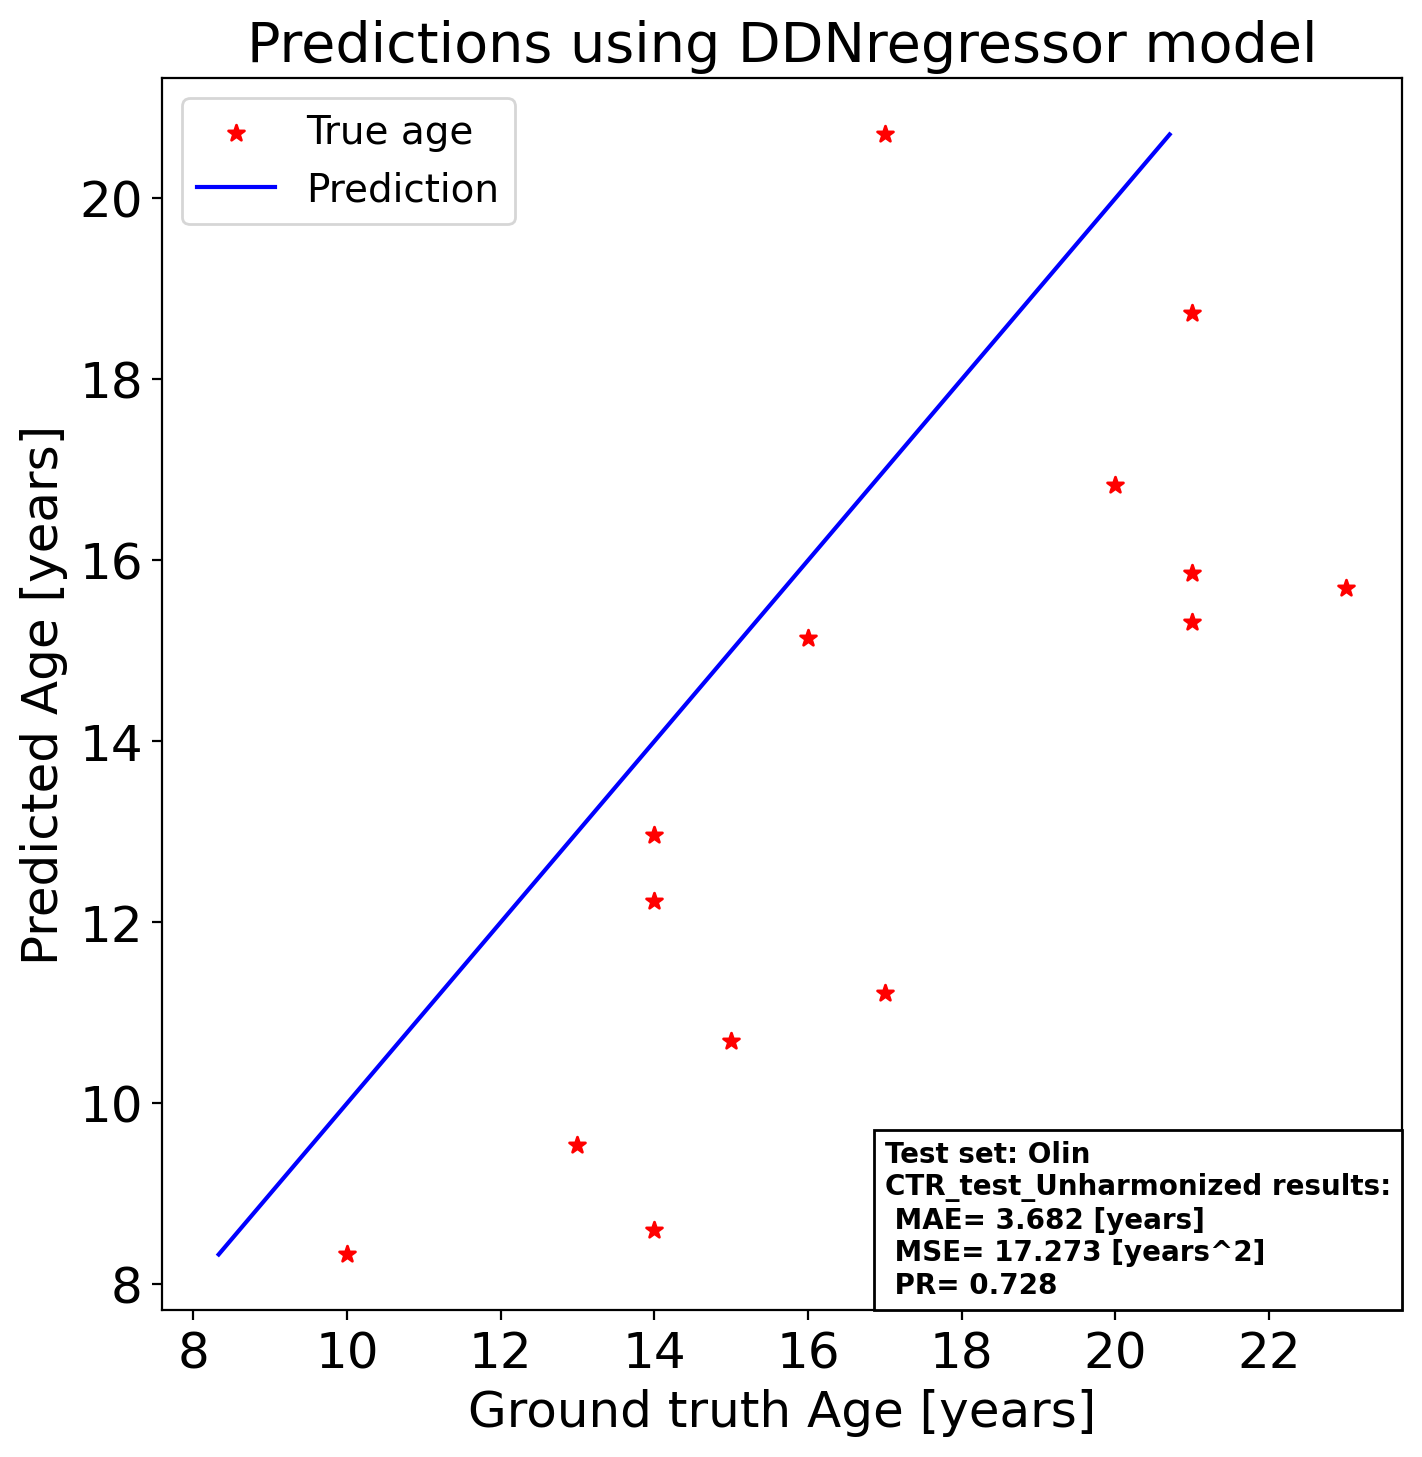 Predictions using DDNregressor model
True age
Prediction
Predicted Age [years]
20
18
16
14
12
10
8
Test set: Olin
CTR_test_Unharmonized results:
MAE= 3.682 [years]
MSE= 17.273 [years^2]
PR= 0.728
8 10 12 14 16 18 20 22
Ground truth Age [years]